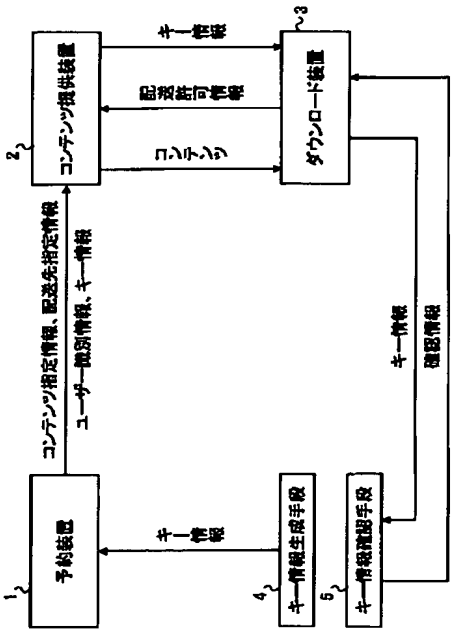 1
予約装置
コンテンツ指定情報、配送先指定情報
ユーザー識別情報、キー情報
2
コンテンツ提供装置
キー情報
4
キー情報生成手段
コンテンツ
配送許可情報
キー情報
3
ダウンロード装置
5
キー情報確認手段
キー情報
確認情報